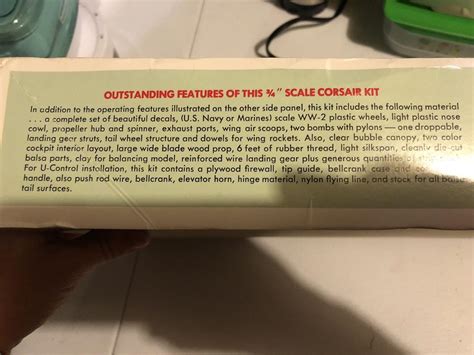 OUTSTANDING FEATURES OF THIS ¾" SCALE CORSAIR KIT
In addition to the operating features illustrated on the other side panel, this kit includes the following material
. . . a complete set of beautiful decals, (U.S. Navy or Marines) scale WW-2 plastic wheels, light plastic nose
cowl, propeller hub and spinner, exhaust ports, wing air scoops, two bombs with pylons — one droppable,
landing gear struts, tail wheel structure and dowels for wing rockets. Also, clear bubble canopy, two color
cockpit interior layout, large wide blade wood prop, 6 feet of rubber thread, light silkspan, cleanly die-cut
balsa parts, clay for balancing model, reinforced wire landing gear plus generous quantities of
For U-Control installation, this kit contains a plywood firewall, tip guide, bellcrank case and
handle, also push rod wire, bellcrank, elevator horn, hinge material, nylon flying line, and stock for all balsa
tail surfaces.